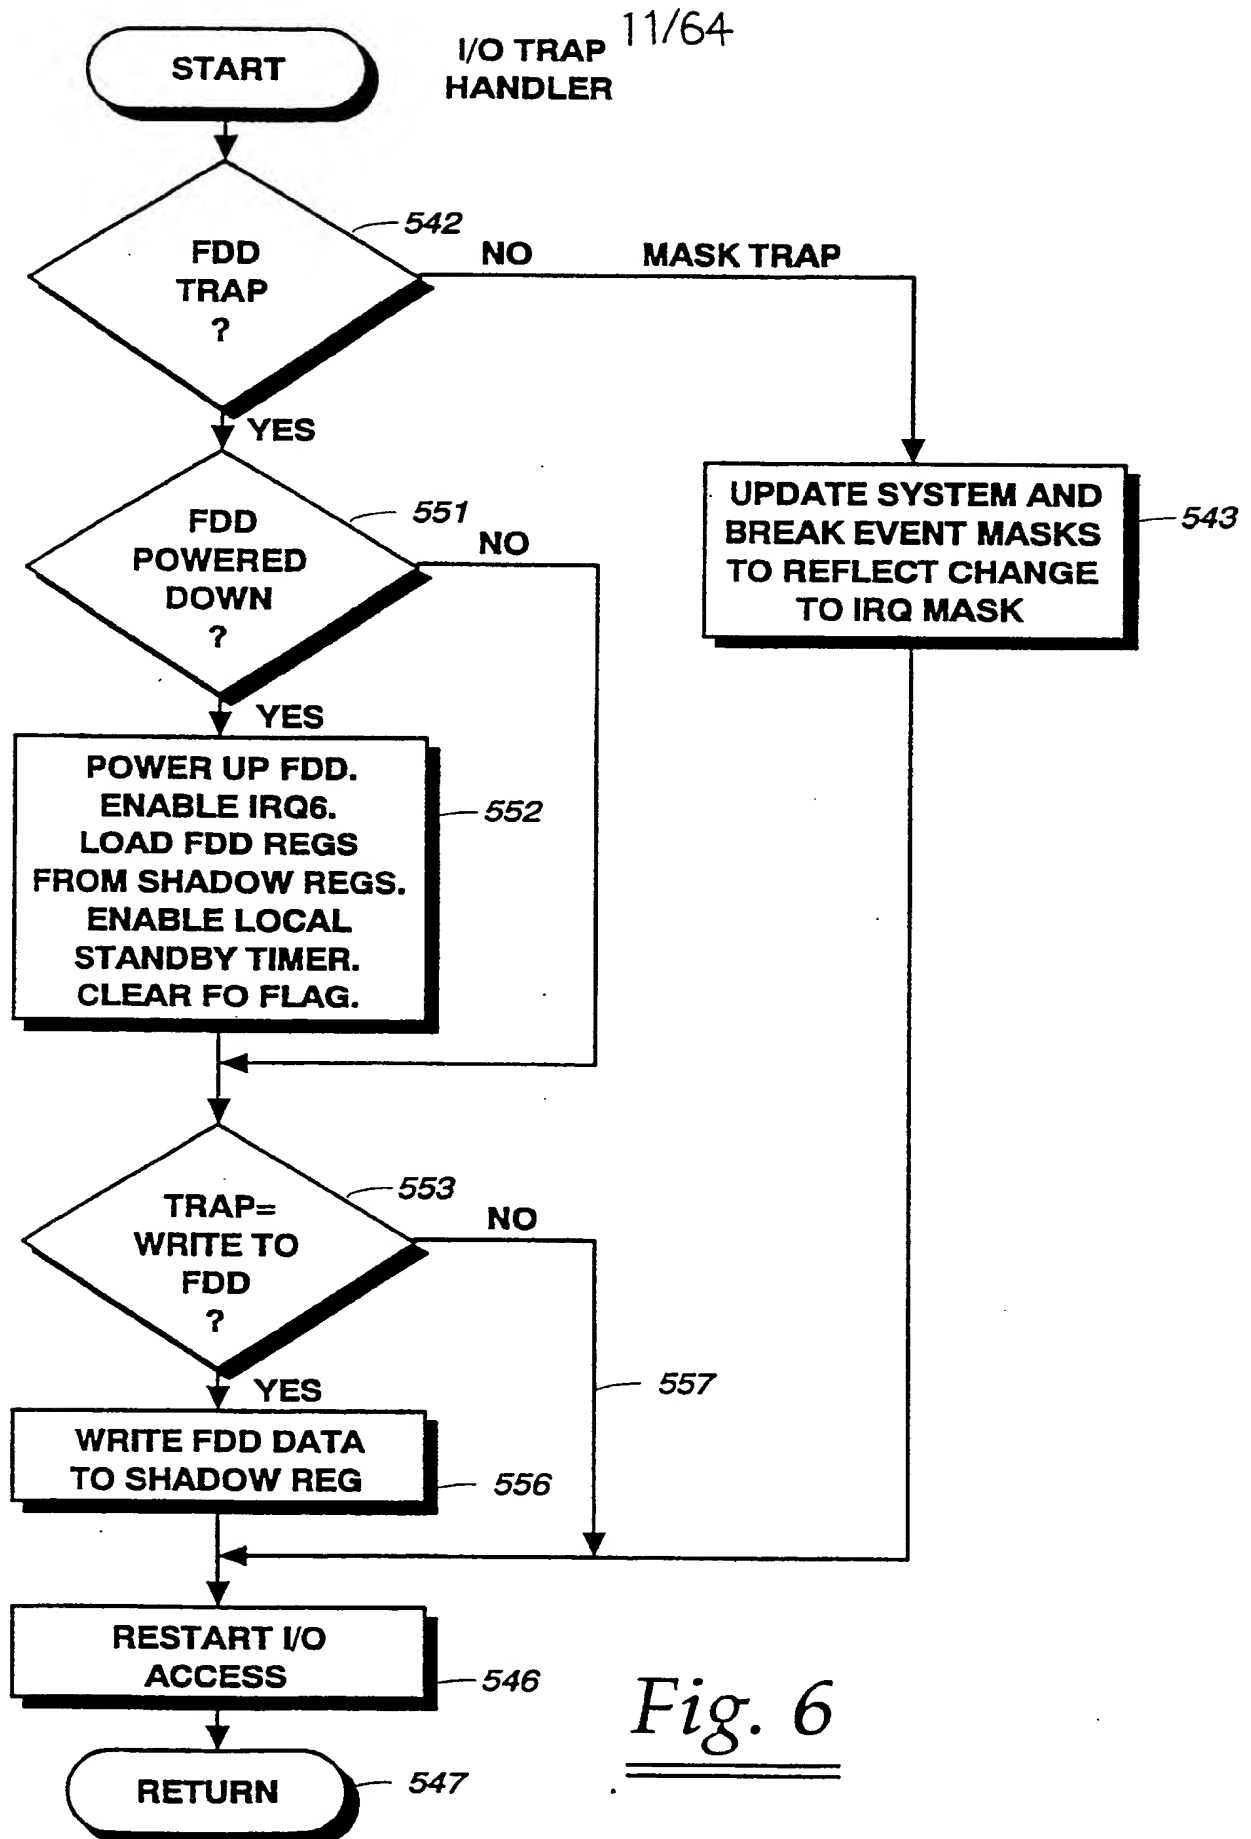 11/64
START
I/O TRAP
HANDLER
542
FDD
TRAP
?
NO
MASK TRAP
YES
551
FDD
POWERED
DOWN
?
NO
UPDATE SYSTEM AND
BREAK EVENT MASKS
TO REFLECT CHANGE
TO IRQ MASK
543
YES
POWER UP FDD.
ENABLE IRQ6.
LOAD FDD REGS
FROM SHADOW REGS.
ENABLE LOCAL
STANDBY TIMER.
CLEAR FO FLAG.
552
553
TRAP=
WRITE TO
FDD
?
NO
YES
557
WRITE FDD DATA
TO SHADOW REG
556
RESTART I/O
ACCESS
546
RETURN
547
Fig. 6